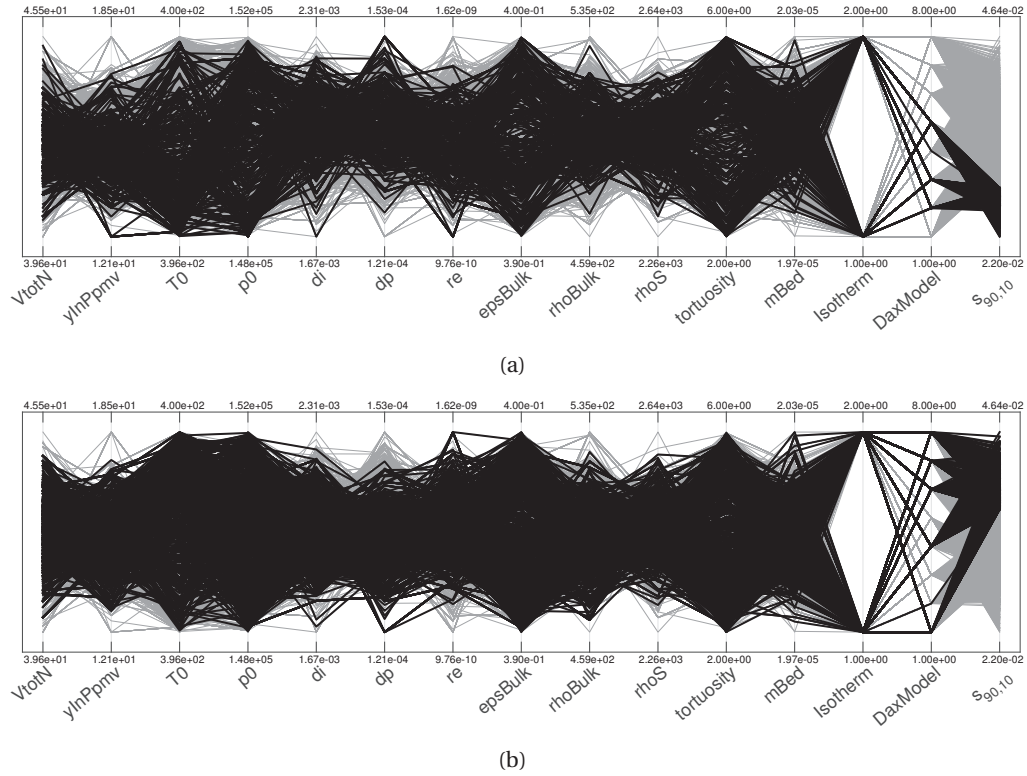 4.55e+01 1.85e+01 4.00e+02 1.52e+05 2.31e-03 1.53e-04 1.62e-09 4.00e-01 5.35e+02 2.64e+03 6.00e+00 2.03e-05 2.00e+00 8.00e+00 4.64e-02
3.96e+01 1.21e+01 3.96e+02 1.48e+05 1.67e-03 1.21e-04 9.76e-10 3.90e-01 4.59e+02 2.26e+03 2.00e+00 1.97e-05 1.00e+00 1.00e+00 2.20e-02
VtotN yInPpmv T0 p0 di dp re epsBulk rhoBulk rhoS tortuosity mBed Isotherm DaxModel s90,10
(a)
4.55e+01 1.85e+01 4.00e+02 1.52e+05 2.31e-03 1.53e-04 1.62e-09 4.00e-01 5.35e+02 2.64e+03 6.00e+00 2.03e-05 2.00e+00 8.00e+00 4.64e-02
3.96e+01 1.21e+01 3.96e+02 1.48e+05 1.67e-03 1.21e-04 9.76e-10 3.90e-01 4.59e+02 2.26e+03 2.00e+00 1.97e-05 1.00e+00 1.00e+00 2.20e-02
VtotN yInPpmv T0 p0 di dp re epsBulk rhoBulk rhoS tortuosity mBed Isotherm DaxModel s90,10
(b)